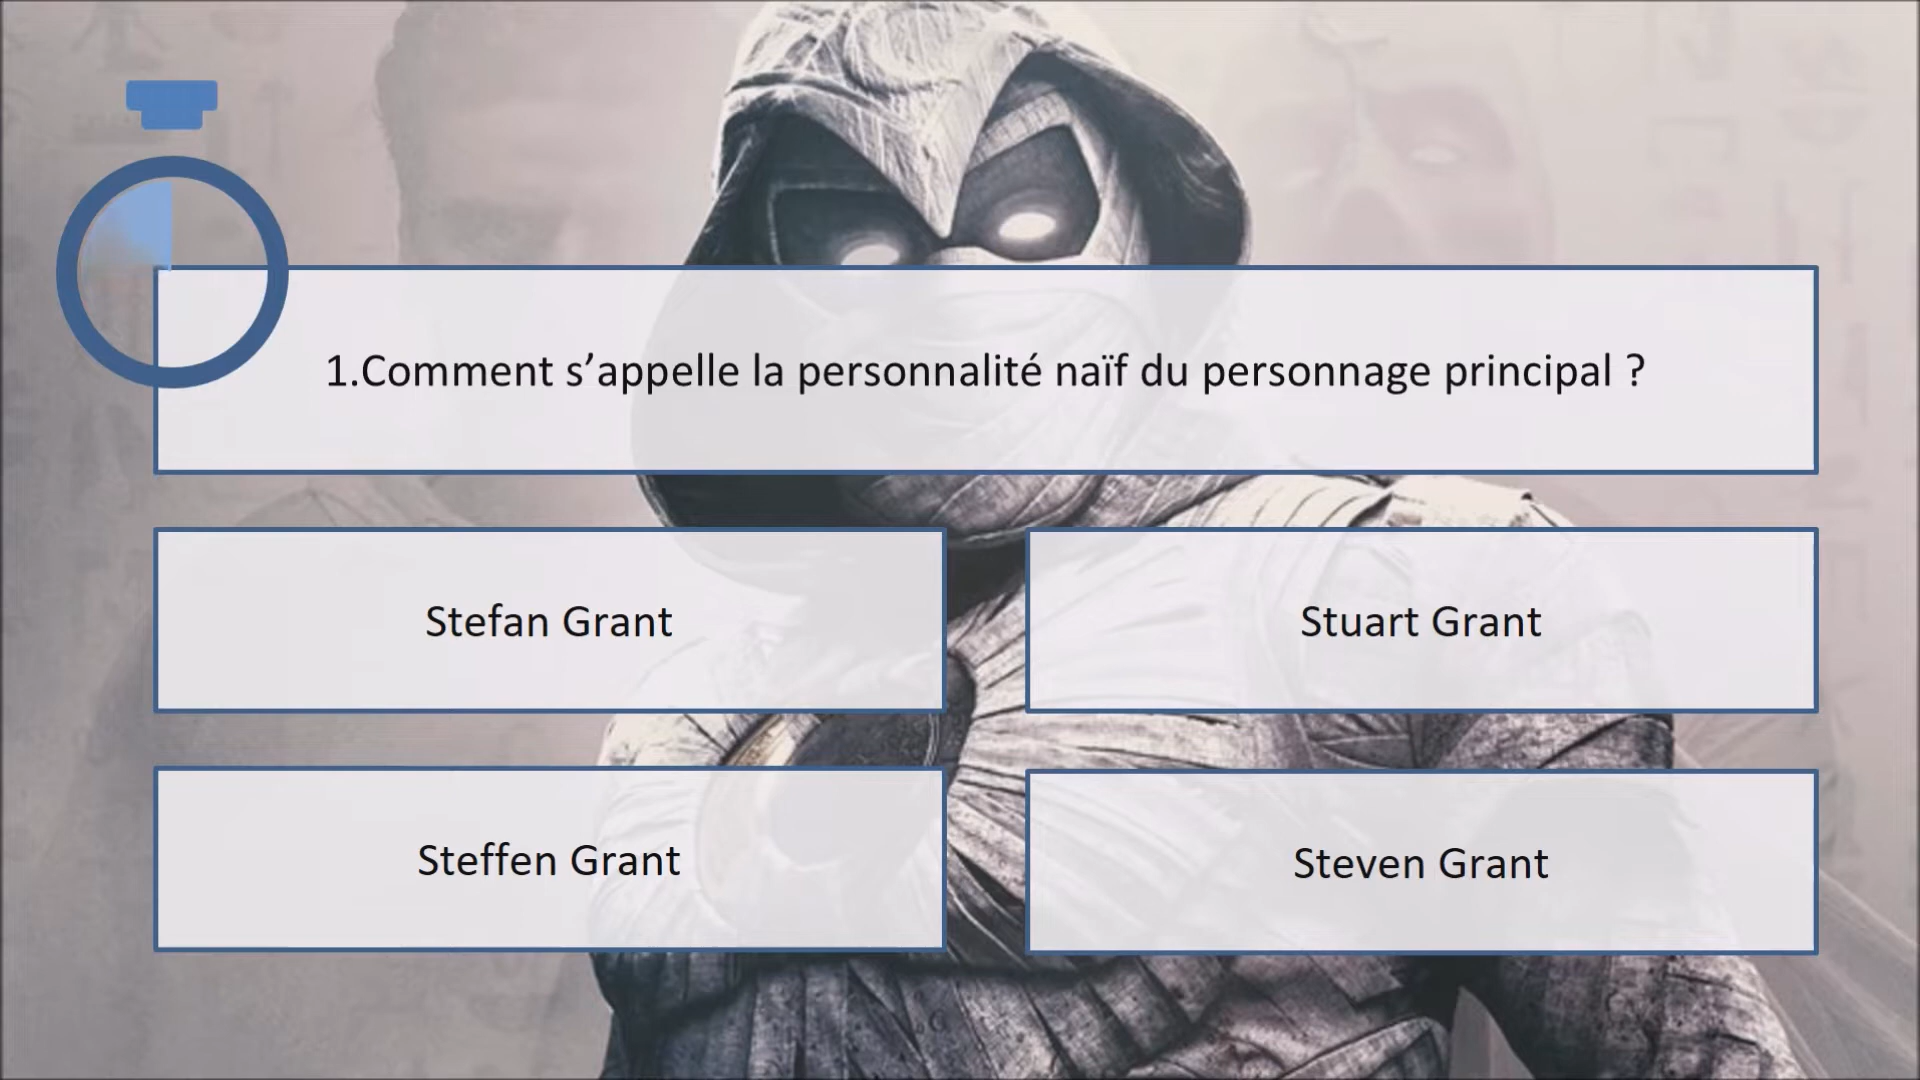 1.Comment s’appelle la personnalité naïf du personnage principal ?
Stefan Grant
Stuart Grant
Steffen Grant
Steven Grant